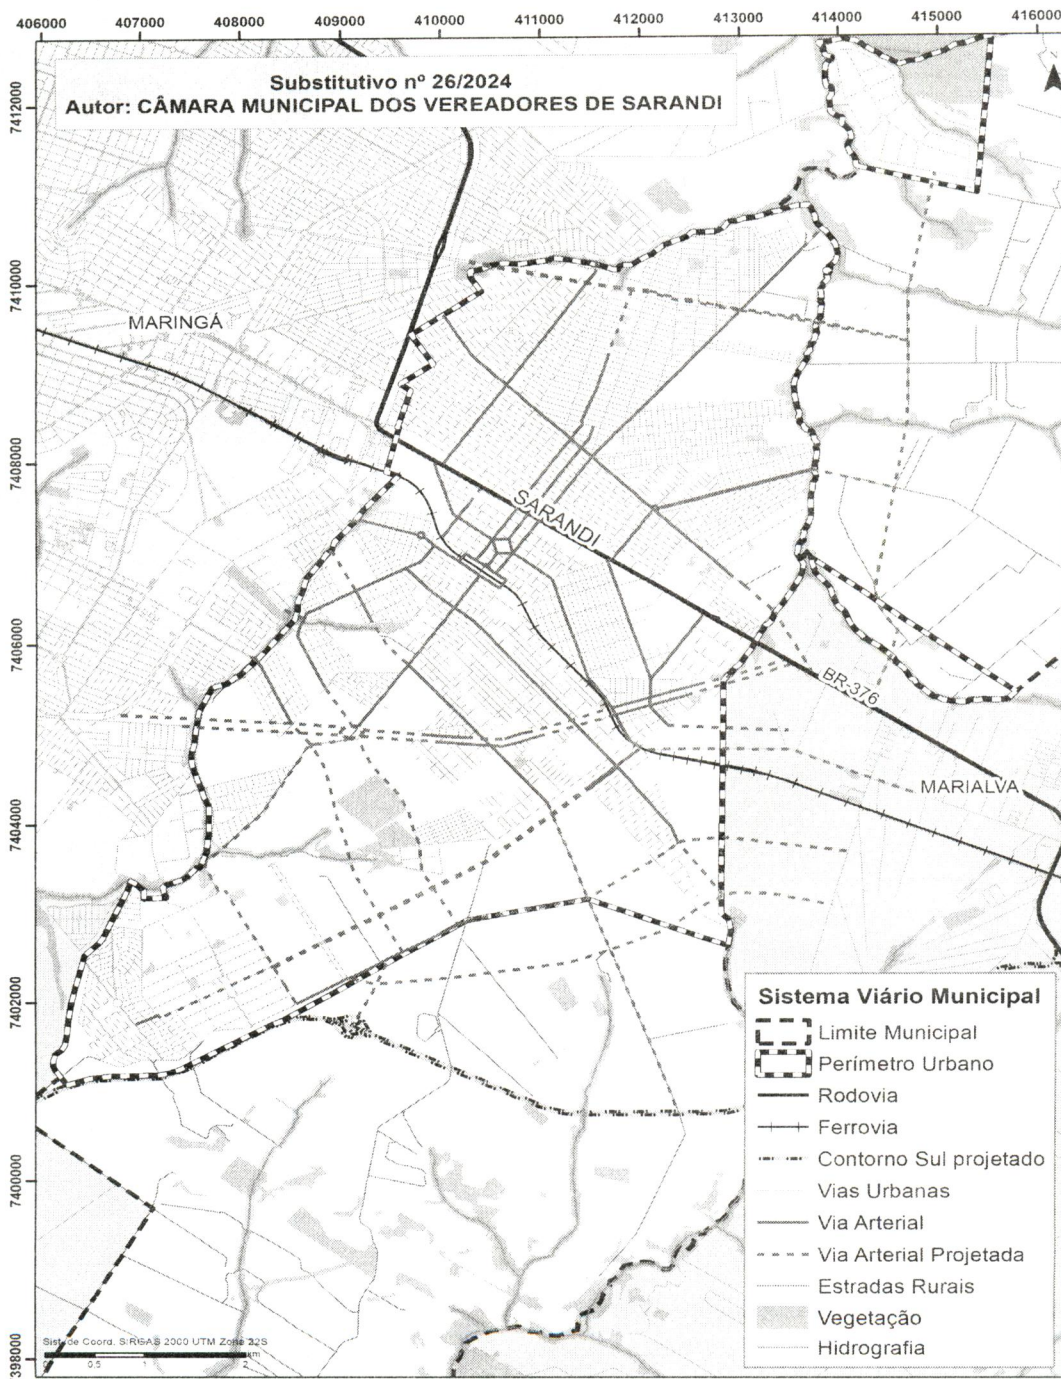 406000 407000 408000 409000 410000 411000 412000 413000 414000 415000 416000
Substitutivo nº 26/2024
Autor: CÂMARA MUNICIPAL DOS VEREADORES DE SARANDI
7412000
7410000
MARINGÁ
7408000
SARANDI
7406000
BR-376
MARIALVA
7404000
7402000
Sistema Viário Municipal
Limite Municipal
Perímetro Urbano
Rodovia
Ferrovia
Contorno Sul projetado
Vias Urbanas
Via Arterial
Via Arterial Projetada
Estradas Rurais
Vegetação
Hidrografia
7400000
398000
Sist. de Coord. SIRGAS 2000 UTM Zona 22S
0 0.5 1 2 km